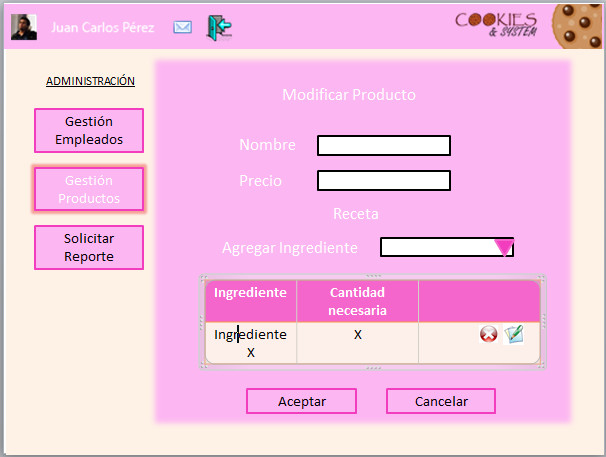 Juan Carlos Pérez
COOKIES
& SYSTEM
ADMINISTRACIÓN
Gestión
Empleados
Gestión
Productos
Solicitar
Reporte
Modificar Producto
Nombre
Precio
Receta
Agregar Ingrediente
Ingrediente
Cantidad
necesaria
Ingrediente
X
X
Aceptar
Cancelar